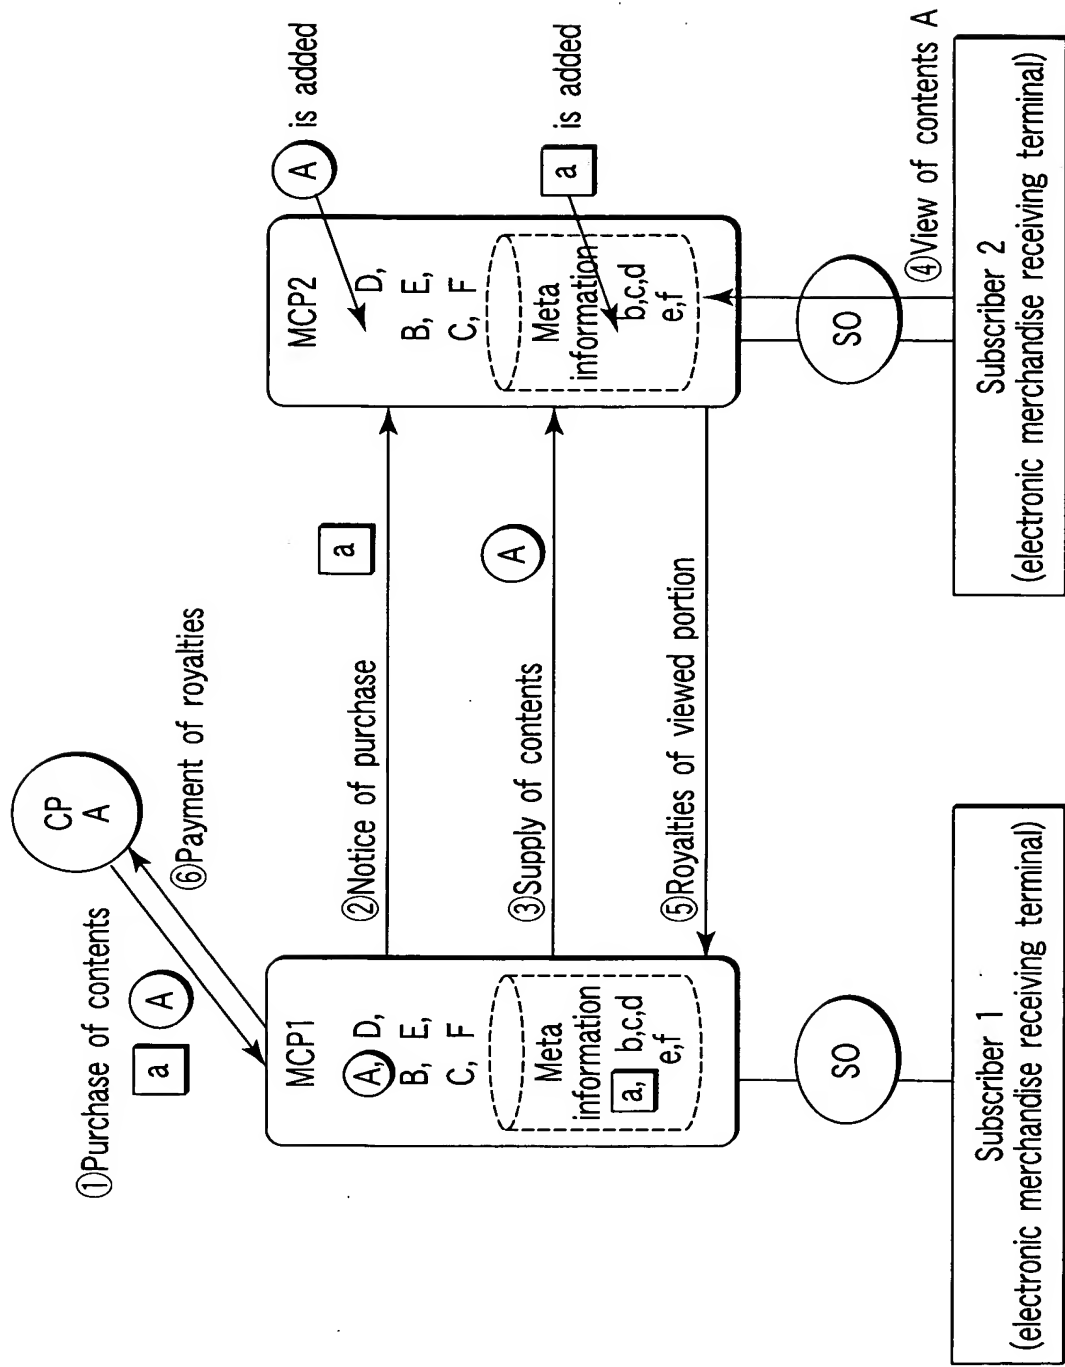 CP
A
①Purchase of contents
a A
⑥Payment of royalties
MCP1
A, D,
B, E,
C, F
Meta
information
a, b,c,d
e,f
②Notice of purchase
a
③Supply of contents
A
⑤Royalties of viewed portion
MCP2
D,
B, E,
C, F
Meta
information
b,c,d
e,f
A is added
a is added
SO
SO
④View of contents A
Subscriber 1
(electronic merchandise receiving terminal)
Subscriber 2
(electronic merchandise receiving terminal)